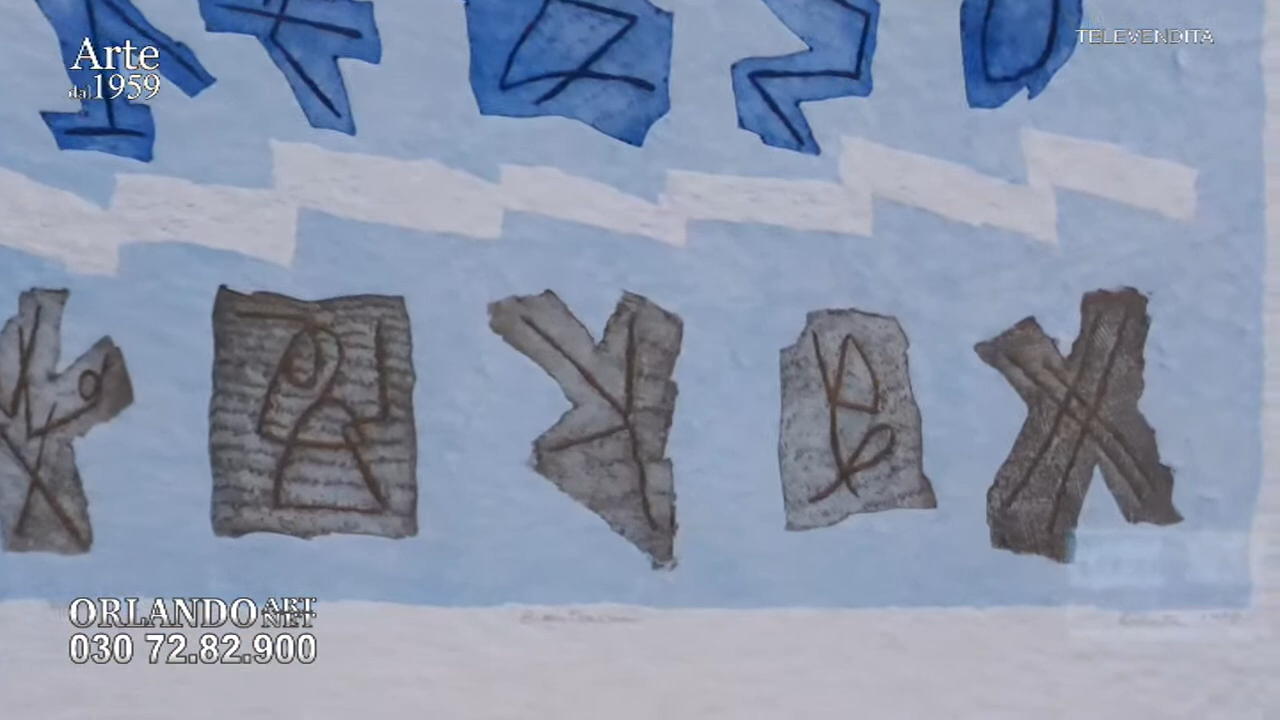 Arte
dal 1959
TELEVENDITA
ORLANDO ART NET
030 72.82.900